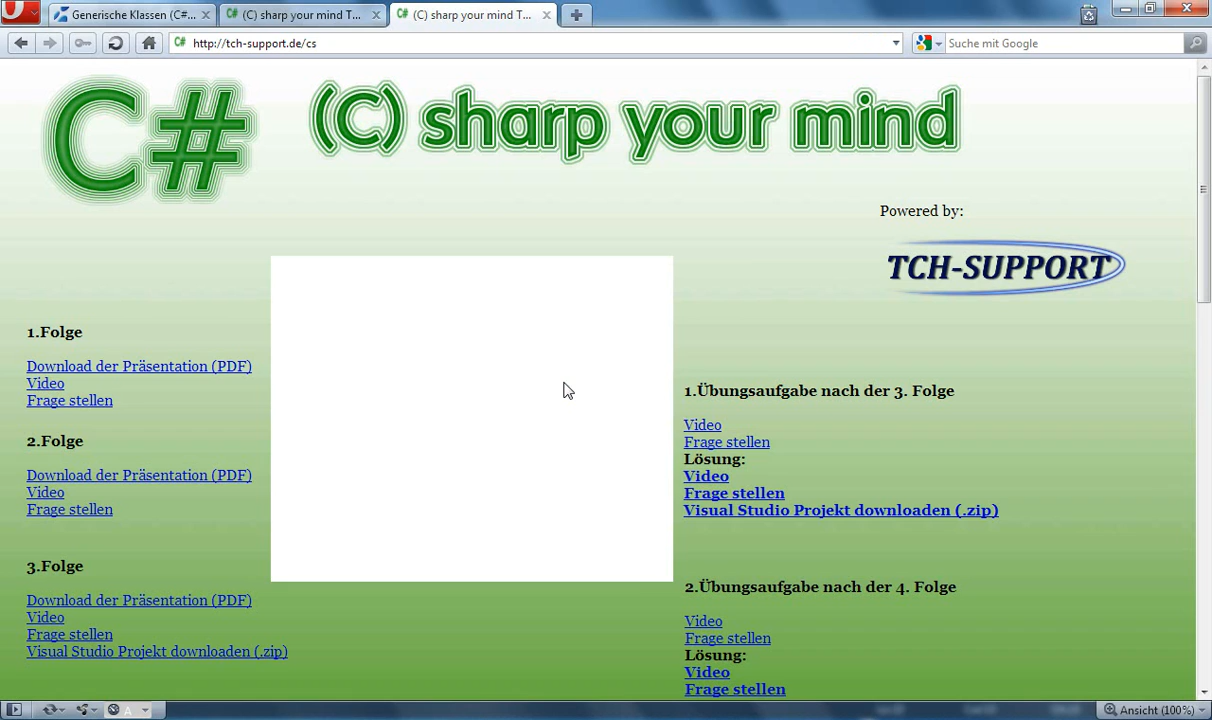 Generische Klassen (C#...
C# (C) sharp your mind T...
C# (C) sharp your mind T...
C# http://tch-support.de/cs
Suche mit Google
C#
(C) sharp your mind
Powered by:
TCH-SUPPORT
1.Folge
Download der Präsentation (PDF)
Video
Frage stellen
2.Folge
Download der Präsentation (PDF)
Video
Frage stellen
3.Folge
Download der Präsentation (PDF)
Video
Frage stellen
Visual Studio Projekt downloaden (.zip)
1.Übungsaufgabe nach der 3. Folge
Video
Frage stellen
Lösung:
Video
Frage stellen
Visual Studio Projekt downloaden (.zip)
2.Übungsaufgabe nach der 4. Folge
Video
Frage stellen
Lösung:
Video
Frage stellen
Ansicht (100%)